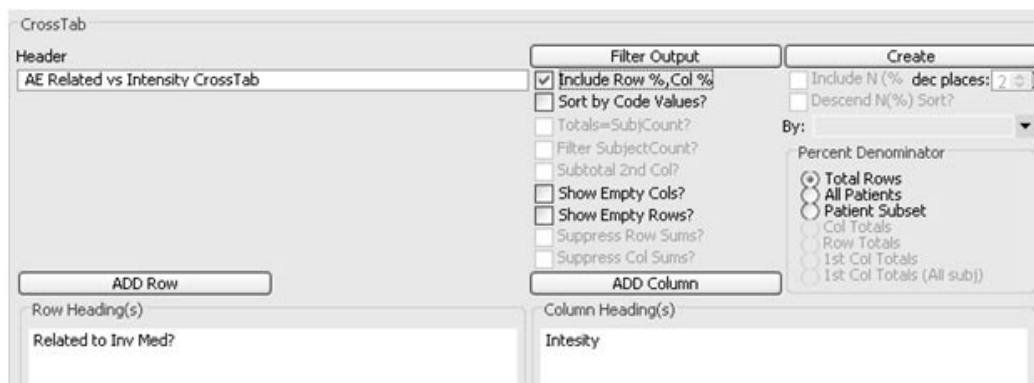 CrossTab
Header
AE Related vs Intensity CrossTab
Filter Output
Include Row %,Col %
Sort by Code Values?
Totals=SubjCount?
Filter SubjectCount?
Subtotal 2nd Col?
Show Empty Cols?
Show Empty Rows?
Suppress Row Sums?
Suppress Col Sums?
Create
Include N (% dec places: 2
Descend N(%) Sort?
By:
Percent Denominator
Total Rows
All Patients
Patient Subset
Col Totals
Row Totals
1st Col Totals
1st Col Totals (All subj)
ADD Row
ADD Column
Row Heading(s)
Related to Inv Med?
Column Heading(s)
Intesity